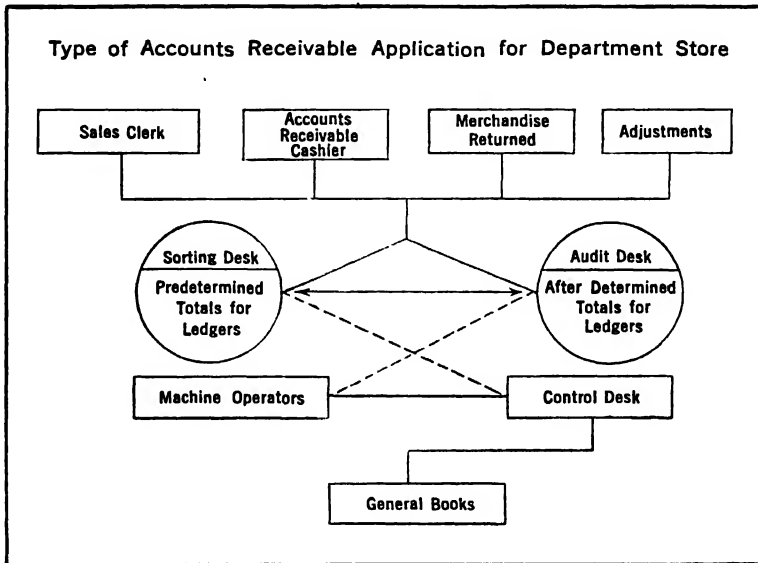 Type of Accounts Receivable Application for Department Store
Sales Clerk
Accounts
Receivable
Cashier
Merchandise
Returned
Adjustments
Sorting Desk
Predetermined
Totals for
Ledgers
Audit Desk
After Determined
Totals for
Ledgers
Machine Operators
Control Desk
General Books